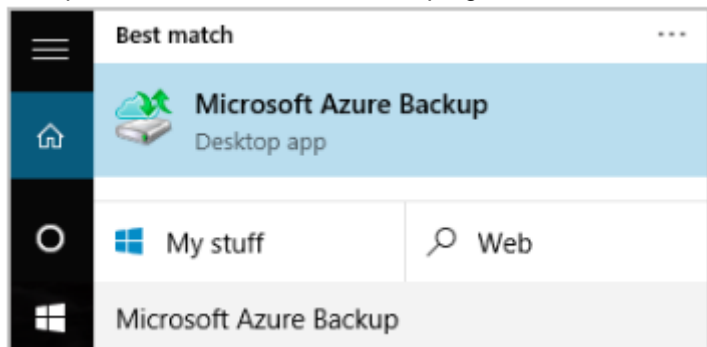 Best match ...
Microsoft Azure Backup
Desktop app
My stuff
Web
Microsoft Azure Backup